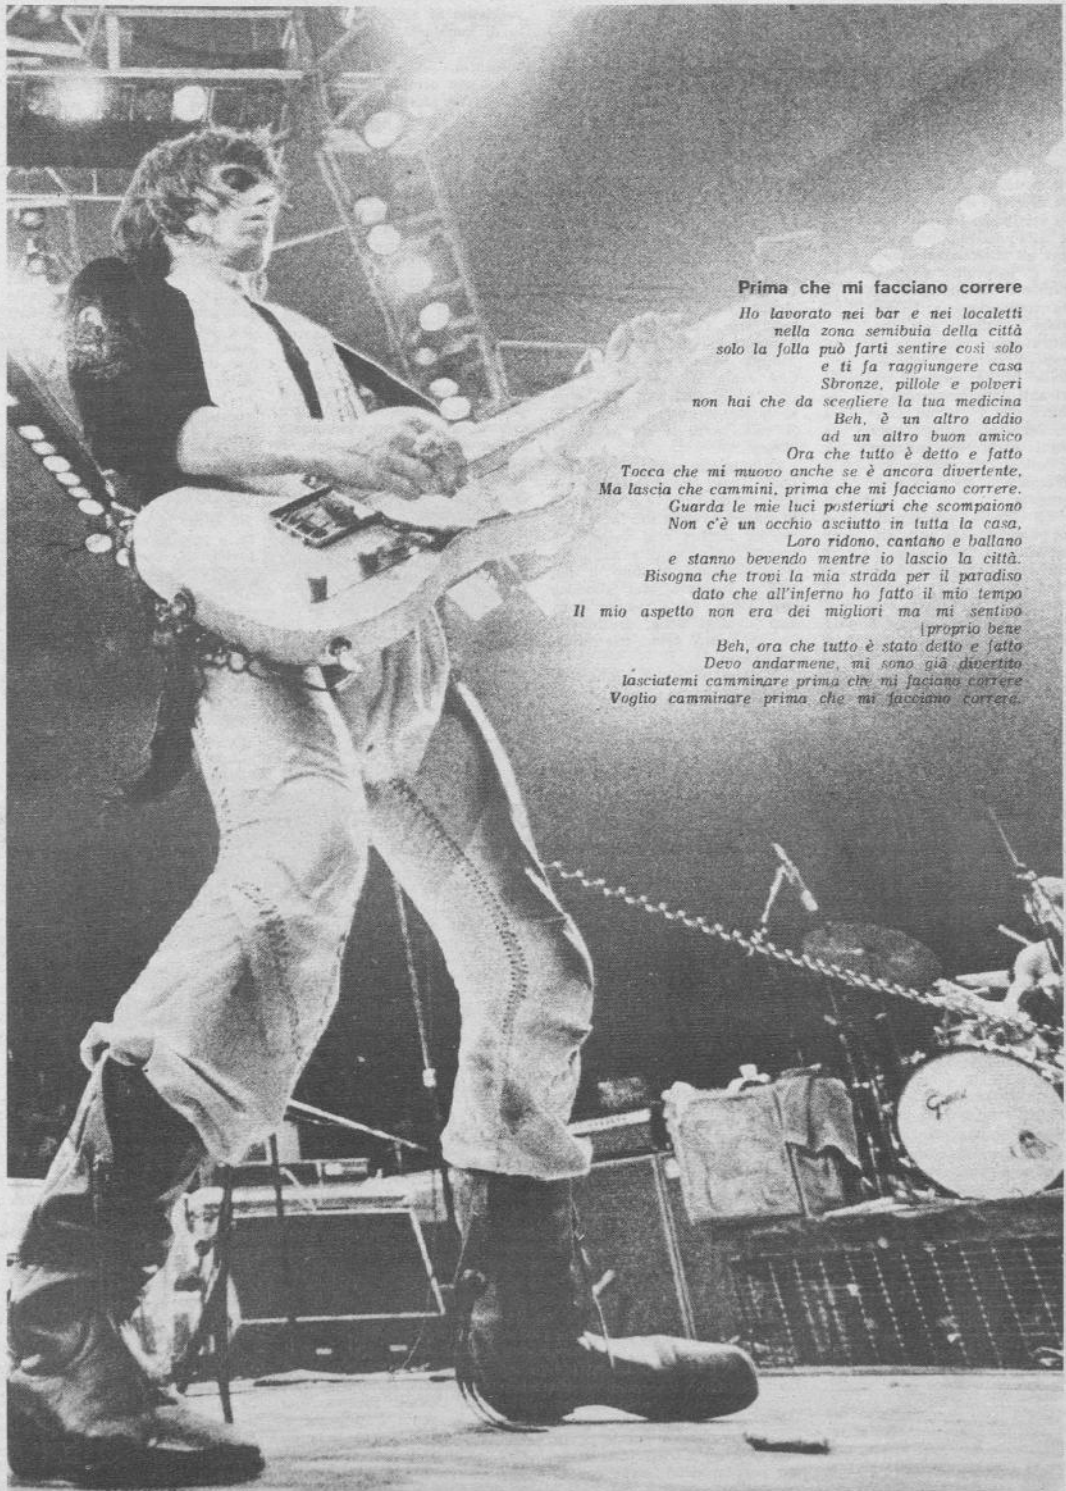 Prima che mi facciano correre
Ho lavorato nei bar e nei localetti
nella zona semibuia della città
solo la folla può farti sentire così solo
e ti fa raggiungere casa
Sbronze, pillole e polveri
non hai che da scegliere la tua medicina
Beh, è un altro addio
ad un altro buon amico
Ora che tutto è detto e fatto
Tocca che mi muovo anche se è ancora divertente,
Ma lascia che cammini, prima che mi facciano correre.
Guarda le mie luci posteriori che scompaiono
Non c'è un occhio asciutto in tutta la casa,
Loro ridono, cantano e ballano
e stanno bevendo mentre io lascio la città.
Bisogna che trovi la mia strada per il paradiso
dato che all'inferno ho fatto il mio tempo
Il mio aspetto non era dei migliori ma mi sentivo
[proprio bene
Beh, ora che tutto è stato detto e fatto
Devo andarmene, mi sono già divertito
lasciatemi camminare prima che mi faciano correre
Voglio camminare prima che mi facciano correre.